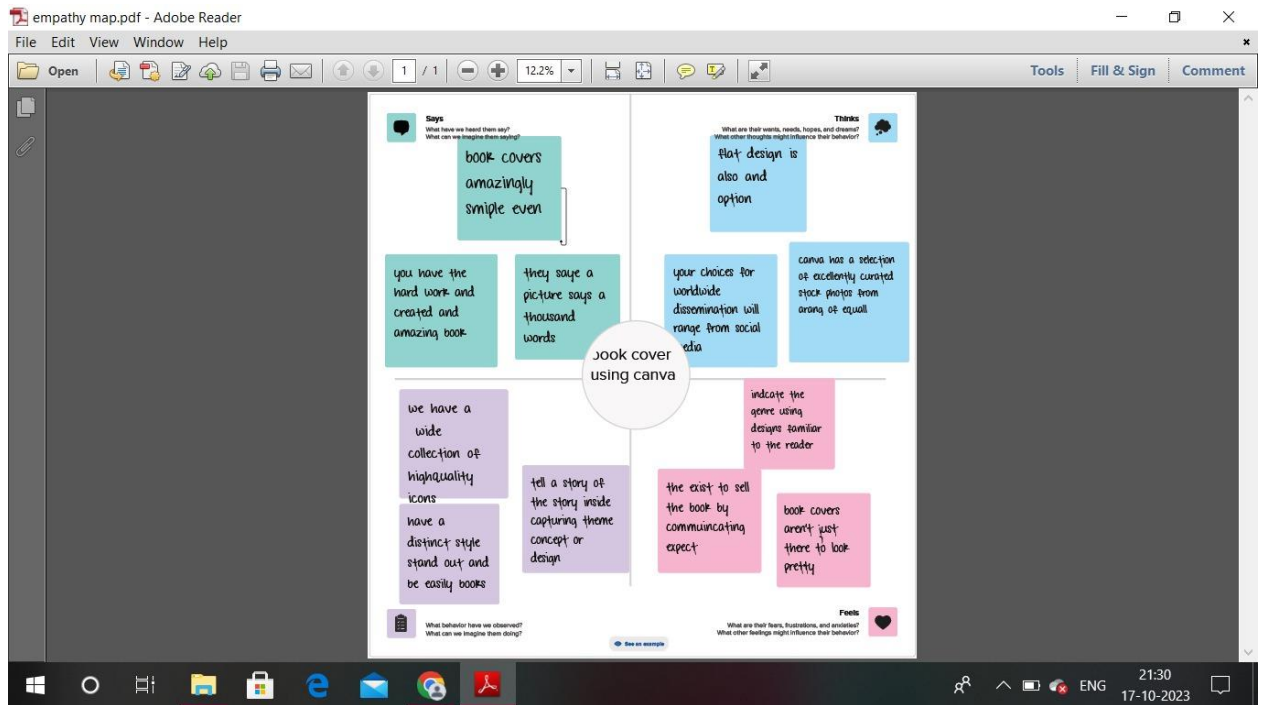 empathy map.pdf - Adobe Reader
File Edit View Window Help
Open 1 / 1 12.2% Tools Fill & Sign Comment
Says
What have we heard them say?
What can we imagine them saying?
book covers
amazingly
smiple even
you have the
hard work and
created and
amazing book
they saye a
picture says a
thousand
words
Thinks
What are their wants, needs, hopes, and dreams?
What other thoughts might influence their behavior?
flat design is
also and
option
your choices for
worldwide
dissemination will
range from social
media
canva has a selection
of excellently curated
stock photos from
arang of equall
book cover
using canva
we have a
wide
collection of
highquality
icons
have a
distinct style
stand out and
be easily books
tell a story of
the story inside
capturing theme
concept or
design
What behavior have we observed?
What can we imagine them doing?
indcate the
genre using
designs familiar
to the reader
the exist to sell
the book by
commuincating
expect
book covers
aren't just
there to look
pretty
Feels
What are their fears, frustrations, and anxieties?
What other feelings might influence their behavior?
See an example
ENG
21:30
17-10-2023